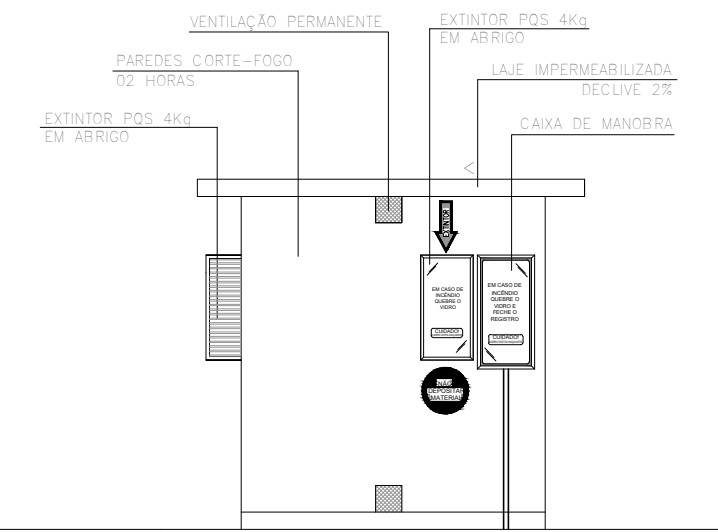 VENTILAÇÃO PERMANENTE
EXTINTOR PQS 4Kg
EM ABRIGO
PAREDES CORTE-FOGO
02 HORAS
LAJE IMPERMEABILIZADA
DECLIVE 2%
EXTINTOR PQS 4Kg
EM ABRIGO
CAIXA DE MANOBRA
EXTINTOR
EM CASO DE
INCÊNDIO
QUEBRE O
VIDRO
CUIDADO!
EM CASO DE
INCÊNDIO
QUEBRE O
VIDRO E
FECHE O
REGISTRO
CUIDADO!
NÃO
DEPOSITAR
MATERIAL